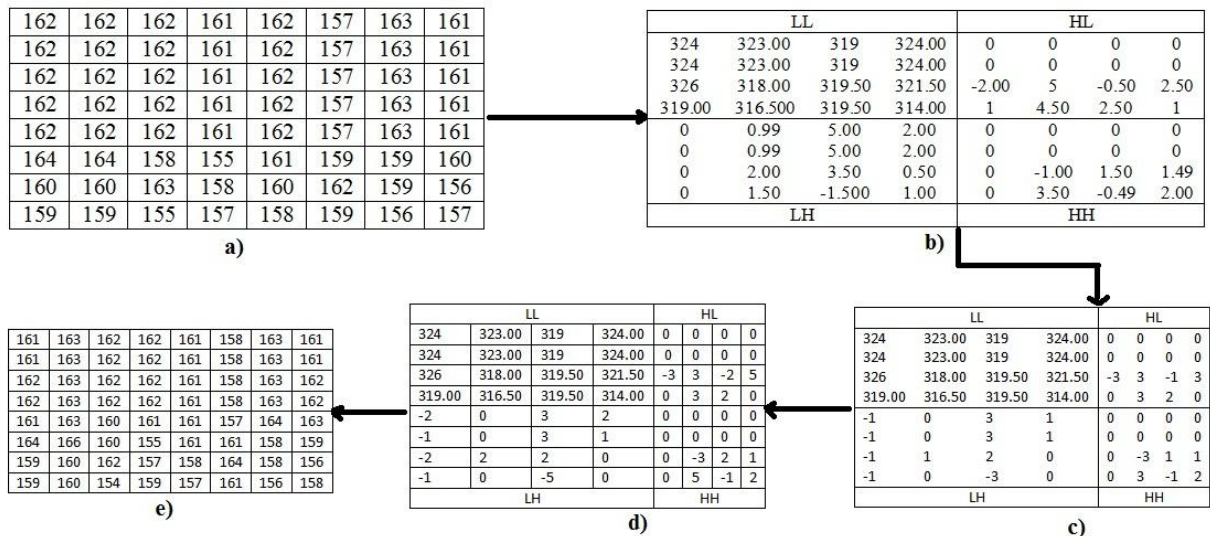 162 162 162 161 162 157 163 161
162 162 162 161 162 157 163 161
162 162 162 161 162 157 163 161
162 162 162 161 162 157 163 161
162 162 162 161 162 157 163 161
164 164 158 155 161 159 159 160
160 160 163 158 160 162 159 156
159 159 155 157 158 159 156 157
a)
LL HL
324 323.00 319 324.00 0 0 0 0
324 323.00 319 324.00 0 0 0 0
326 318.00 319.50 321.50 -2.00 5 -0.50 2.50
319.00 316.500 319.50 314.00 1 4.50 2.50 1
0 0.99 5.00 2.00 0 0 0 0
0 0.99 5.00 2.00 0 0 0 0
0 2.00 3.50 0.50 0 -1.00 1.50 1.49
0 1.50 -1.500 1.00 0 3.50 -0.49 2.00
LH HH
b)
161 163 162 162 161 158 163 161
161 163 162 162 161 158 163 161
162 163 162 162 161 158 163 162
162 163 162 162 161 158 163 162
161 163 160 161 161 157 164 163
164 166 160 155 161 161 158 159
159 160 162 157 158 164 158 156
159 160 154 159 157 161 156 158
e)
LL HL
324 323.00 319 324.00 0 0 0 0
324 323.00 319 324.00 0 0 0 0
326 318.00 319.50 321.50 -3 3 -2 5
319.00 316.50 319.50 314.00 0 3 2 0
-2 0 3 2 0 0 0 0
-1 0 3 1 0 0 0 0
-2 2 2 0 0 -3 2 1
-1 0 -5 0 0 5 -1 2
LH HH
d)
LL HL
324 323.00 319 324.00 0 0 0 0
324 323.00 319 324.00 0 0 0 0
326 318.00 319.50 321.50 -3 3 -1 3
319.00 316.50 319.50 314.00 0 3 2 0
-1 0 3 1 0 0 0 0
-1 0 3 1 0 0 0 0
-1 1 2 0 0 -3 1 1
-1 0 -3 0 0 3 -1 2
LH HH
c)